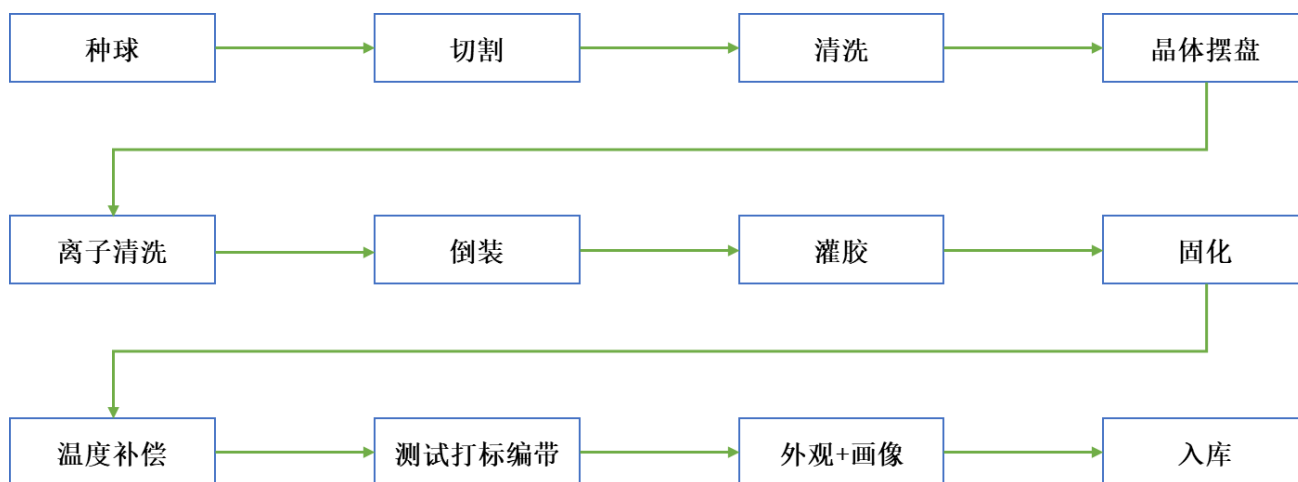 种球
切割
清洗
晶体摆盘
离子清洗
倒装
灌胶
固化
温度补偿
测试打标编带
外观+画像
入库